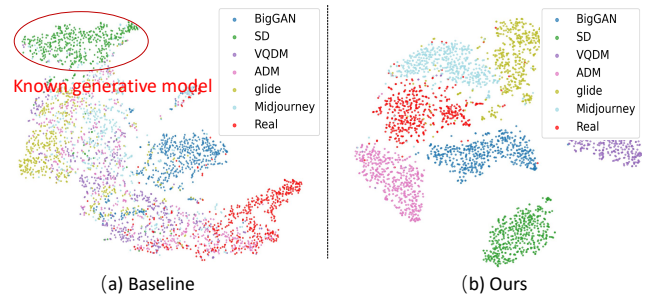 BigGAN
SD
VQDM
ADM
glide
Midjourney
Real
Known generative model
(a) Baseline
BigGAN
SD
VQDM
ADM
glide
Midjourney
Real
(b) Ours